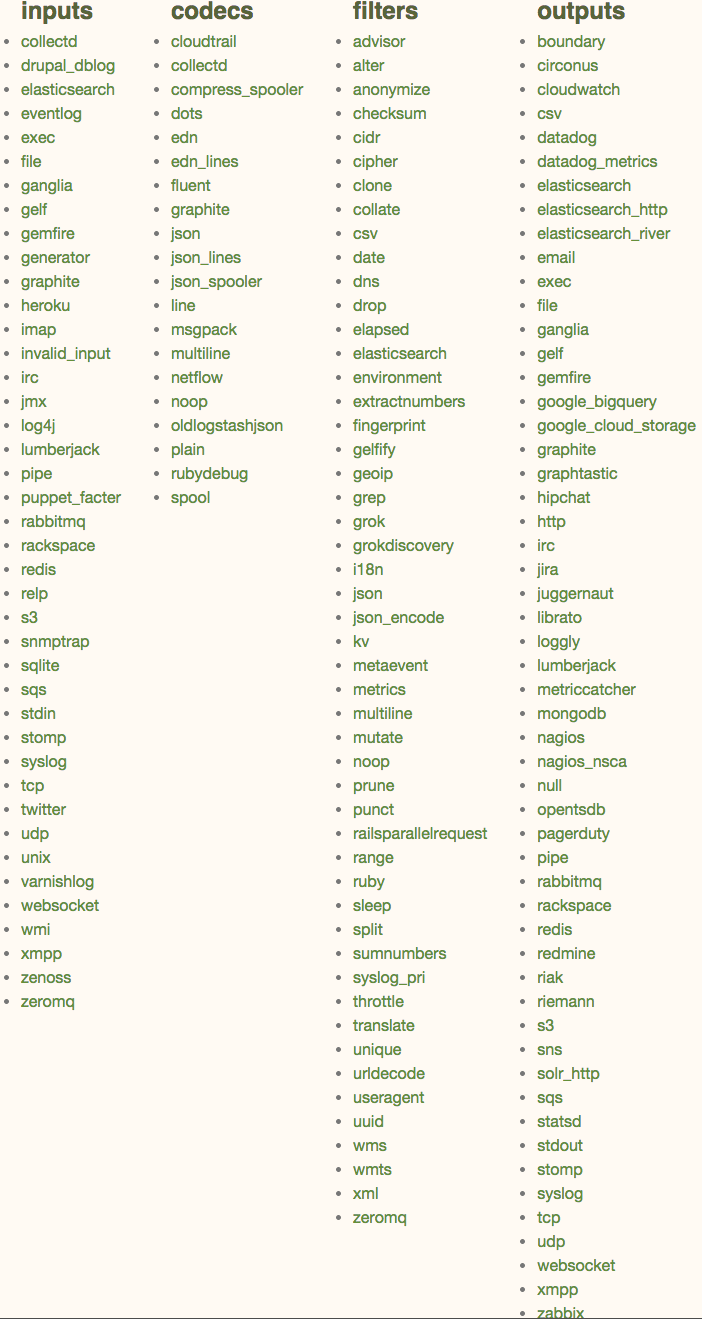 inputs
collectd
drupal_dblog
elasticsearch
eventlog
exec
file
ganglia
gelf
gemfire
generator
graphite
heroku
imap
invalid_input
irc
jmx
log4j
lumberjack
pipe
puppet_facter
rabbitmq
rackspace
redis
relp
s3
snmptrap
sqlite
sqs
stdin
stomp
syslog
tcp
twitter
udp
unix
varnishlog
websocket
wmi
xmpp
zenoss
zeromq
codecs
cloudtrail
collectd
compress_spooler
dots
edn
edn_lines
fluent
graphite
json
json_lines
json_spooler
line
msgpack
multiline
netflow
noop
oldlogstashjson
plain
rubydebug
spool
filters
advisor
alter
anonymize
checksum
cidr
cipher
clone
collate
csv
date
dns
drop
elapsed
elasticsearch
environment
extractnumbers
fingerprint
gelfify
geoip
grep
grok
grokdiscovery
i18n
json
json_encode
kv
metaevent
metrics
multiline
mutate
noop
prune
punct
railsparallelrequest
range
ruby
sleep
split
sumnumbers
syslog_pri
throttle
translate
unique
urldecode
useragent
uuid
wms
wmts
xml
zeromq
outputs
boundary
circonus
cloudwatch
csv
datadog
datadog_metrics
elasticsearch
elasticsearch_http
elasticsearch_river
email
exec
file
ganglia
gelf
gemfire
google_bigquery
google_cloud_storage
graphite
graphtastic
hipchat
http
irc
jira
juggernaut
librato
loggly
lumberjack
metriccatcher
mongodb
nagios
nagios_nsca
null
opentsdb
pagerduty
pipe
rabbitmq
rackspace
redis
redmine
riak
riemann
s3
sns
solr_http
sqs
statsd
stdout
stomp
syslog
tcp
udp
websocket
xmpp
zabbix